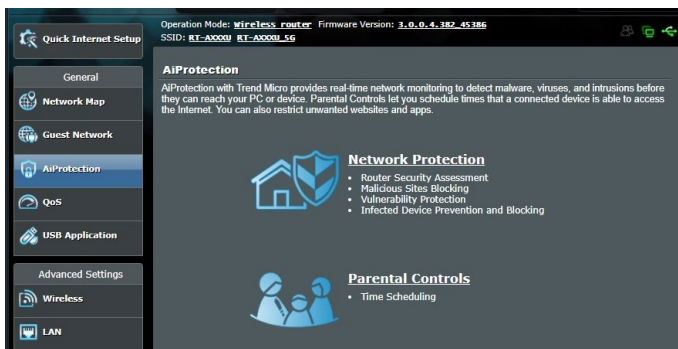 Quick Internet Setup
General
Network Map
Guest Network
AiProtection
QoS
USB Application
Advanced Settings
Wireless
LAN
Operation Mode: Wireless router Firmware Version: 3.0.0.4.382_45386
SSID: RT-AXXXU RT-AXXXU_5G
AiProtection
AiProtection with Trend Micro provides real-time network monitoring to detect malware, viruses, and intrusions before
they can reach your PC or device. Parental Controls let you schedule times that a connected device is able to access
the Internet. You can also restrict unwanted websites and apps.
Network Protection
• Router Security Assessment
• Malicious Sites Blocking
• Vulnerability Protection
• Infected Device Prevention and Blocking
Parental Controls
• Time Scheduling